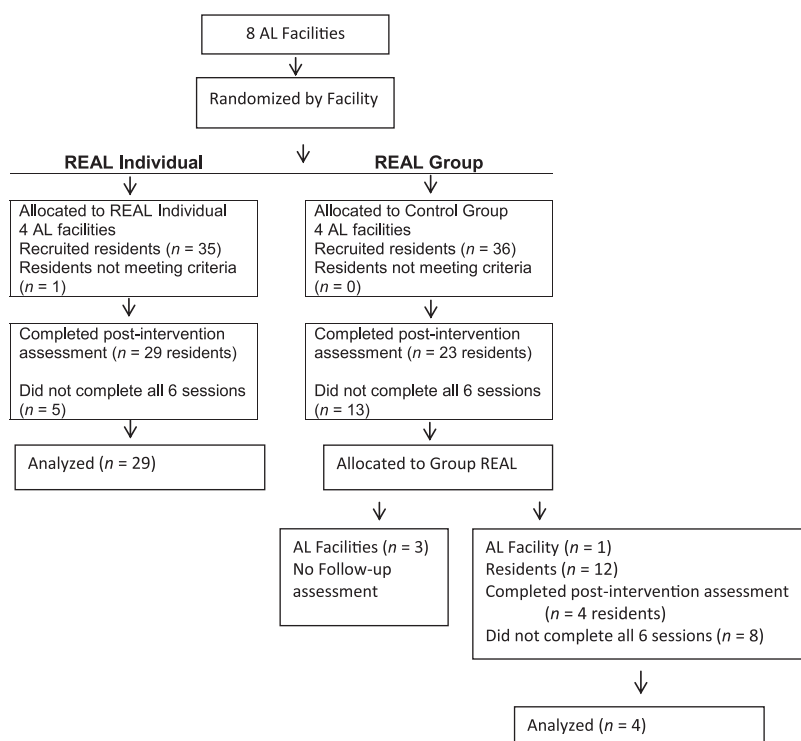 8 AL Facilities
Randomized by Facility
REAL Individual
REAL Group
Allocated to REAL Individual
4 AL facilities
Recruited residents (n = 35)
Residents not meeting criteria
(n = 1)
Allocated to Control Group
4 AL facilities
Recruited residents (n = 36)
Residents not meeting criteria
(n = 0)
Completed post-intervention
assessment (n = 29 residents)
Did not complete all 6 sessions
(n = 5)
Completed post-intervention
assessment (n = 23 residents)
Did not complete all 6 sessions
(n = 13)
Analyzed (n = 29)
Allocated to Group REAL
AL Facilities (n = 3)
No Follow-up
assessment
AL Facility (n = 1)
Residents (n = 12)
Completed post-intervention assessment
(n = 4 residents)
Did not complete all 6 sessions (n = 8)
Analyzed (n = 4)